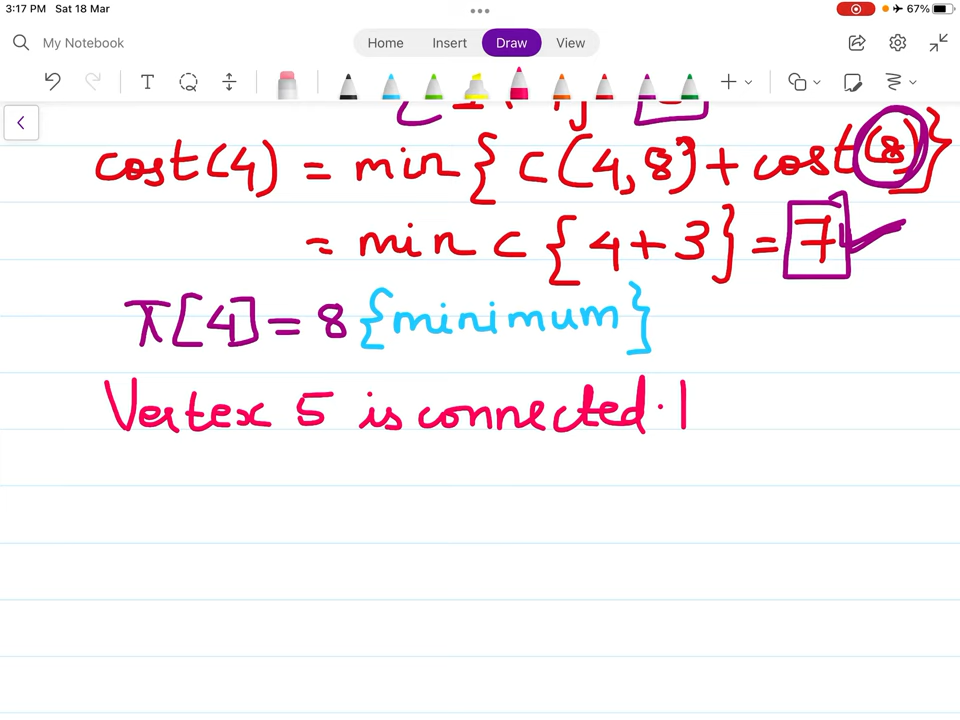 3:17 PM Sat 18 Mar
67%
My Notebook
Home Insert Draw View
cost(4) = min{ c(4,8) + cost(8)}
= min c {4+3} = 7
π[4] = 8 {minimum}
Vertex 5 is connected.